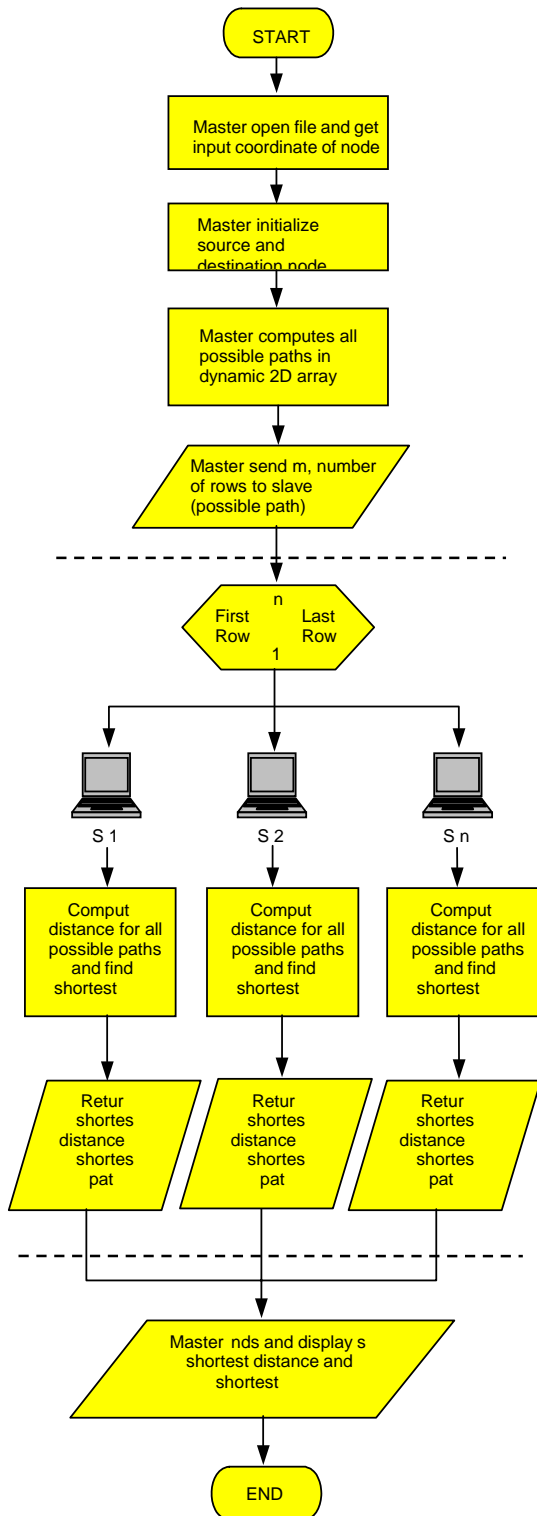 START
Master open file and get
input coordinate of node
Master initialize
source and
destination node
Master computes all
possible paths in
dynamic 2D array
Master send m, number
of rows to slave
(possible path)
n
First Last
Row Row
1
S 1
S 2
S n
Comput
distance for all
possible paths
and find
shortest
Comput
distance for all
possible paths
and find
shortest
Comput
distance for all
possible paths
and find
shortest
Retur
shortes
distance
shortes
pat
Retur
shortes
distance
shortes
pat
Retur
shortes
distance
shortes
pat
Master nds and display s
shortest distance and
shortest
END